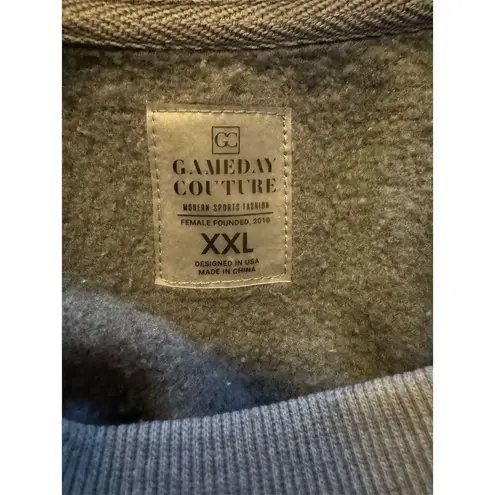 GC
GAMEDAY
COUTURE
MODERN SPORTS FASHION
FEMALE FOUNDED, 2010
XXL
DESIGNED IN USA
MADE IN CHINA